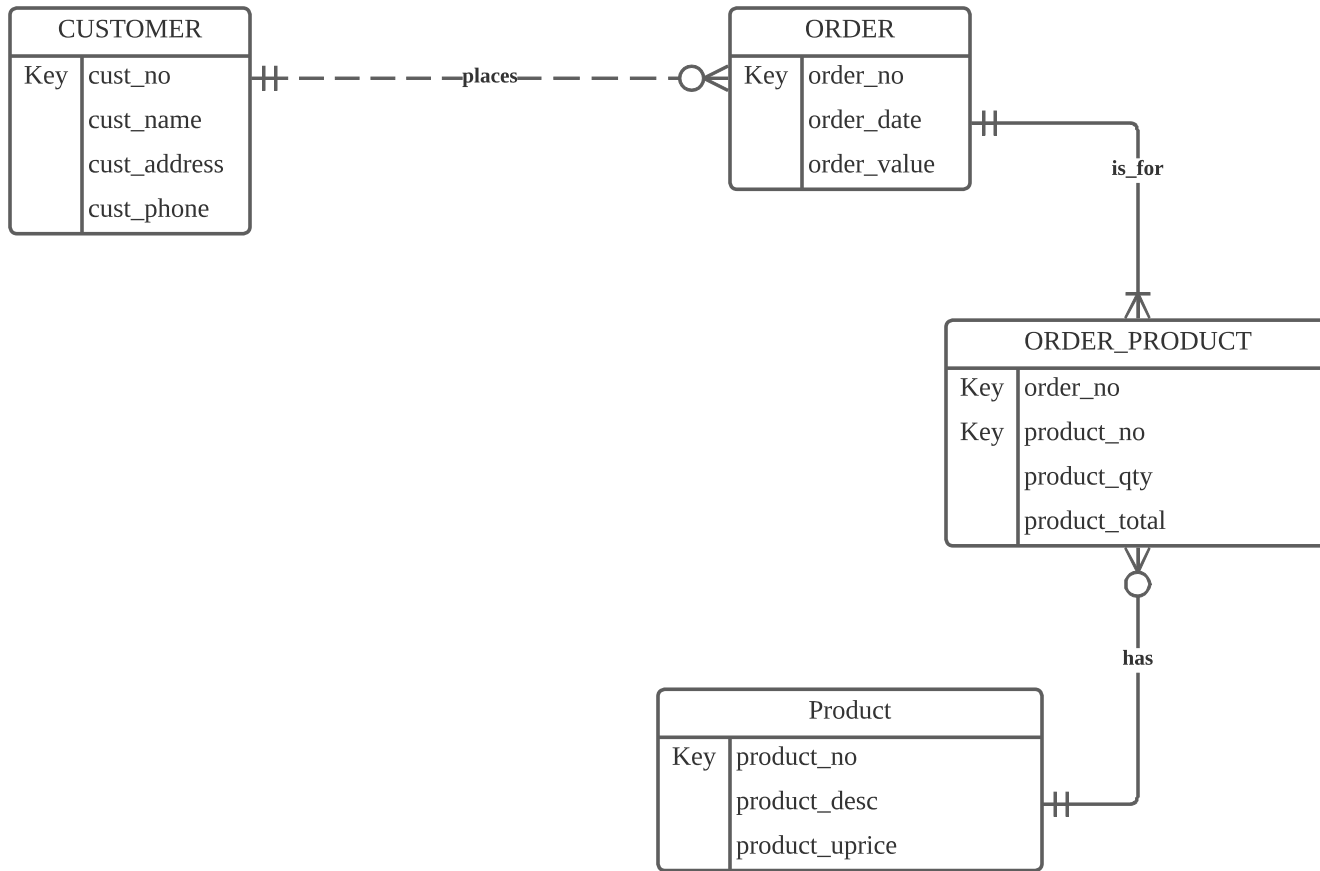 CUSTOMER
Key cust_no
cust_name
cust_address
cust_phone
places
ORDER
Key order_no
order_date
order_value
is_for
ORDER_PRODUCT
Key order_no
Key product_no
product_qty
product_total
has
Product
Key product_no
product_desc
product_uprice